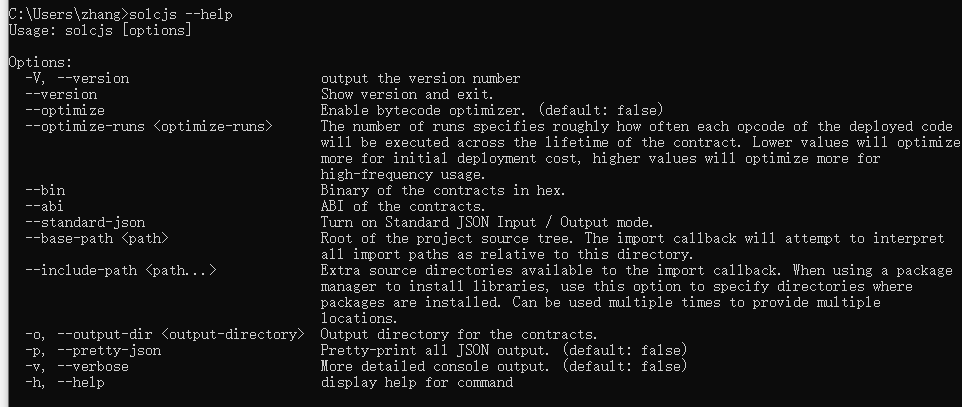 C:\Users\zhang>solcjs --help
Usage: solcjs [options]

Options:
  -V, --version                      output the version number
  --version                          Show version and exit.
  --optimize                         Enable bytecode optimizer. (default: false)
  --optimize-runs <optimize-runs>    The number of runs specifies roughly how often each opcode of the deployed code
                                     will be executed across the lifetime of the contract. Lower values will optimize
                                     more for initial deployment cost, higher values will optimize more for
                                     high-frequency usage.
  --bin                              Binary of the contracts in hex.
  --abi                              ABI of the contracts.
  --standard-json                    Turn on Standard JSON Input / Output mode.
  --base-path <path>                 Root of the project source tree. The import callback will attempt to interpret
                                     all import paths as relative to this directory.
  --include-path <path...>           Extra source directories available to the import callback. When using a package
                                     manager to install libraries, use this option to specify directories where
                                     packages are installed. Can be used multiple times to provide multiple
                                     locations.
  -o, --output-dir <output-directory>  Output directory for the contracts.
  -p, --pretty-json                  Pretty-print all JSON output. (default: false)
  -v, --verbose                      More detailed console output. (default: false)
  -h, --help                         display help for command